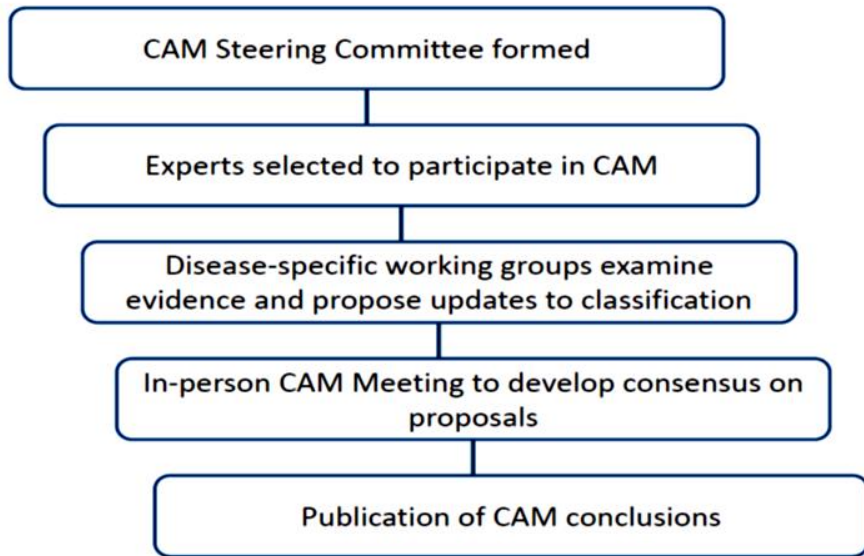 CAM Steering Committee formed
Experts selected to participate in CAM
Disease-specific working groups examine
evidence and propose updates to classification
In-person CAM Meeting to develop consensus on
proposals
Publication of CAM conclusions